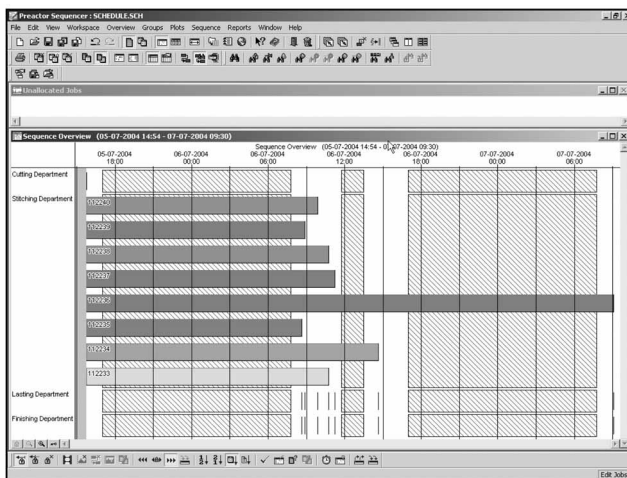 Preactor Sequencer : SCHEDULE.SCH
File Edit View Workspace Overview Groups Plots Sequence Reports Window Help
Unallocated Jobs
Sequence Overview (05-07-2004 14:54 - 07-07-2004 09:30)
Sequence Overview (05-07-2004 14:54 - 07-07-2004 09:30)
05-07-2004 06-07-2004 06-07-2004 06-07-2004 06-07-2004 07-07-2004 07-07-2004
18:00 00:00 06:00 12:00 18:00 00:00 06:00
Cutting Department
Stitching Department
112240
112239
112238
112237
112236
112235
112234
112233
Lasting Department
Finishing Department
Edit Jobs